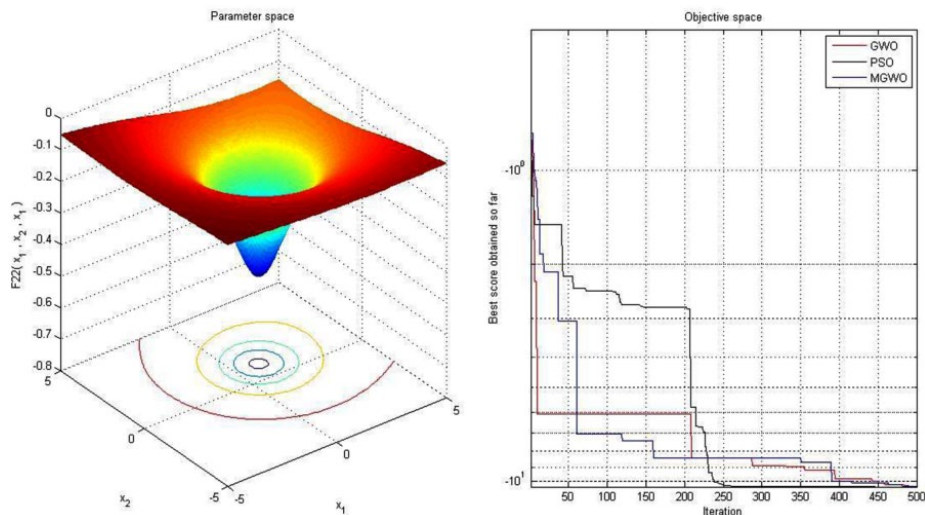 Parameter space
0
-0.1
-0.2
-0.3
-0.4
-0.5
-0.6
-0.7
-0.8
F22( x1 , x2 , x1 )
5
0
-5
x2
-5
0
5
x1
Objective space
GWO
PSO
MGWO
-10^0
-10^1
Best score obtained so far
50 100 150 200 250 300 350 400 450 500
Iteration